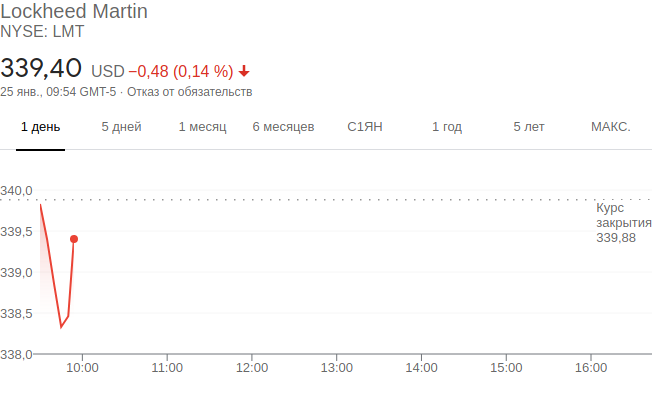 Lockheed Martin
NYSE: LMT
339,40 USD −0,48 (0,14 %)
25 янв., 09:54 GMT-5 · Отказ от обязательств
1 день 5 дней 1 месяц 6 месяцев С1ЯН 1 год 5 лет МАКС.
340,0
Курс
закрытия
339,88
339,5
339,0
338,5
338,0
10:00 11:00 12:00 13:00 14:00 15:00 16:00